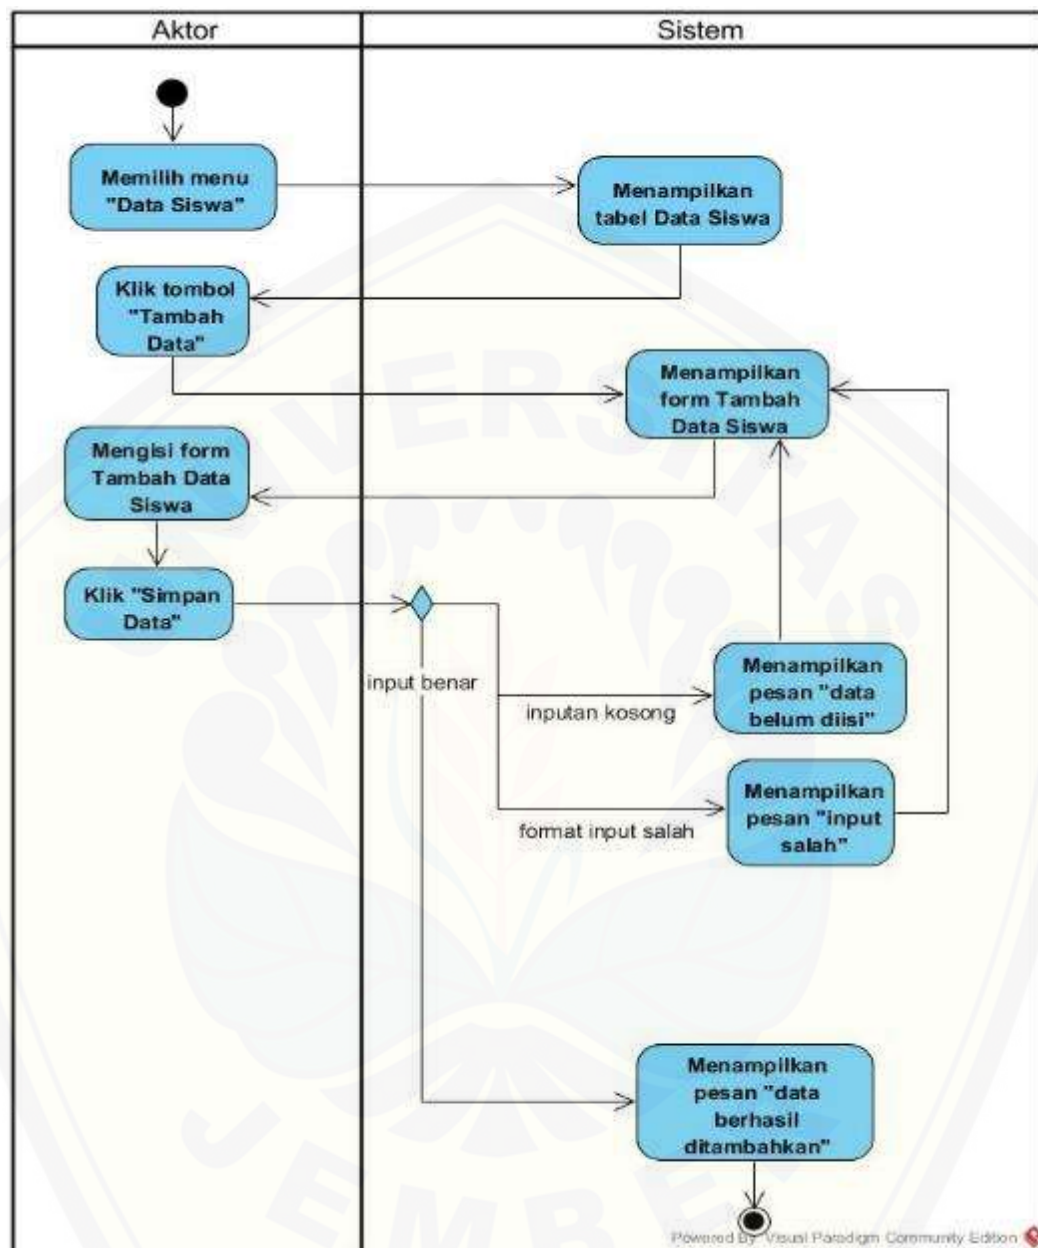 Aktor
Sistem
Memilih menu
"Data Siswa"
Menampilkan
tabel Data Siswa
Klik tombol
"Tambah
Data"
Menampilkan
form Tambah
Data Siswa
Mengisi form
Tambah Data
Siswa
Klik "Simpan
Data"
input benar
inputan kosong
Menampilkan
pesan "data
belum diisi"
format input salah
Menampilkan
pesan "input
salah"
Menampilkan
pesan "data
berhasil
ditambahkan"
Powered By Visual Paradigm Community Edition
UNIVERSITAS
JEMBER